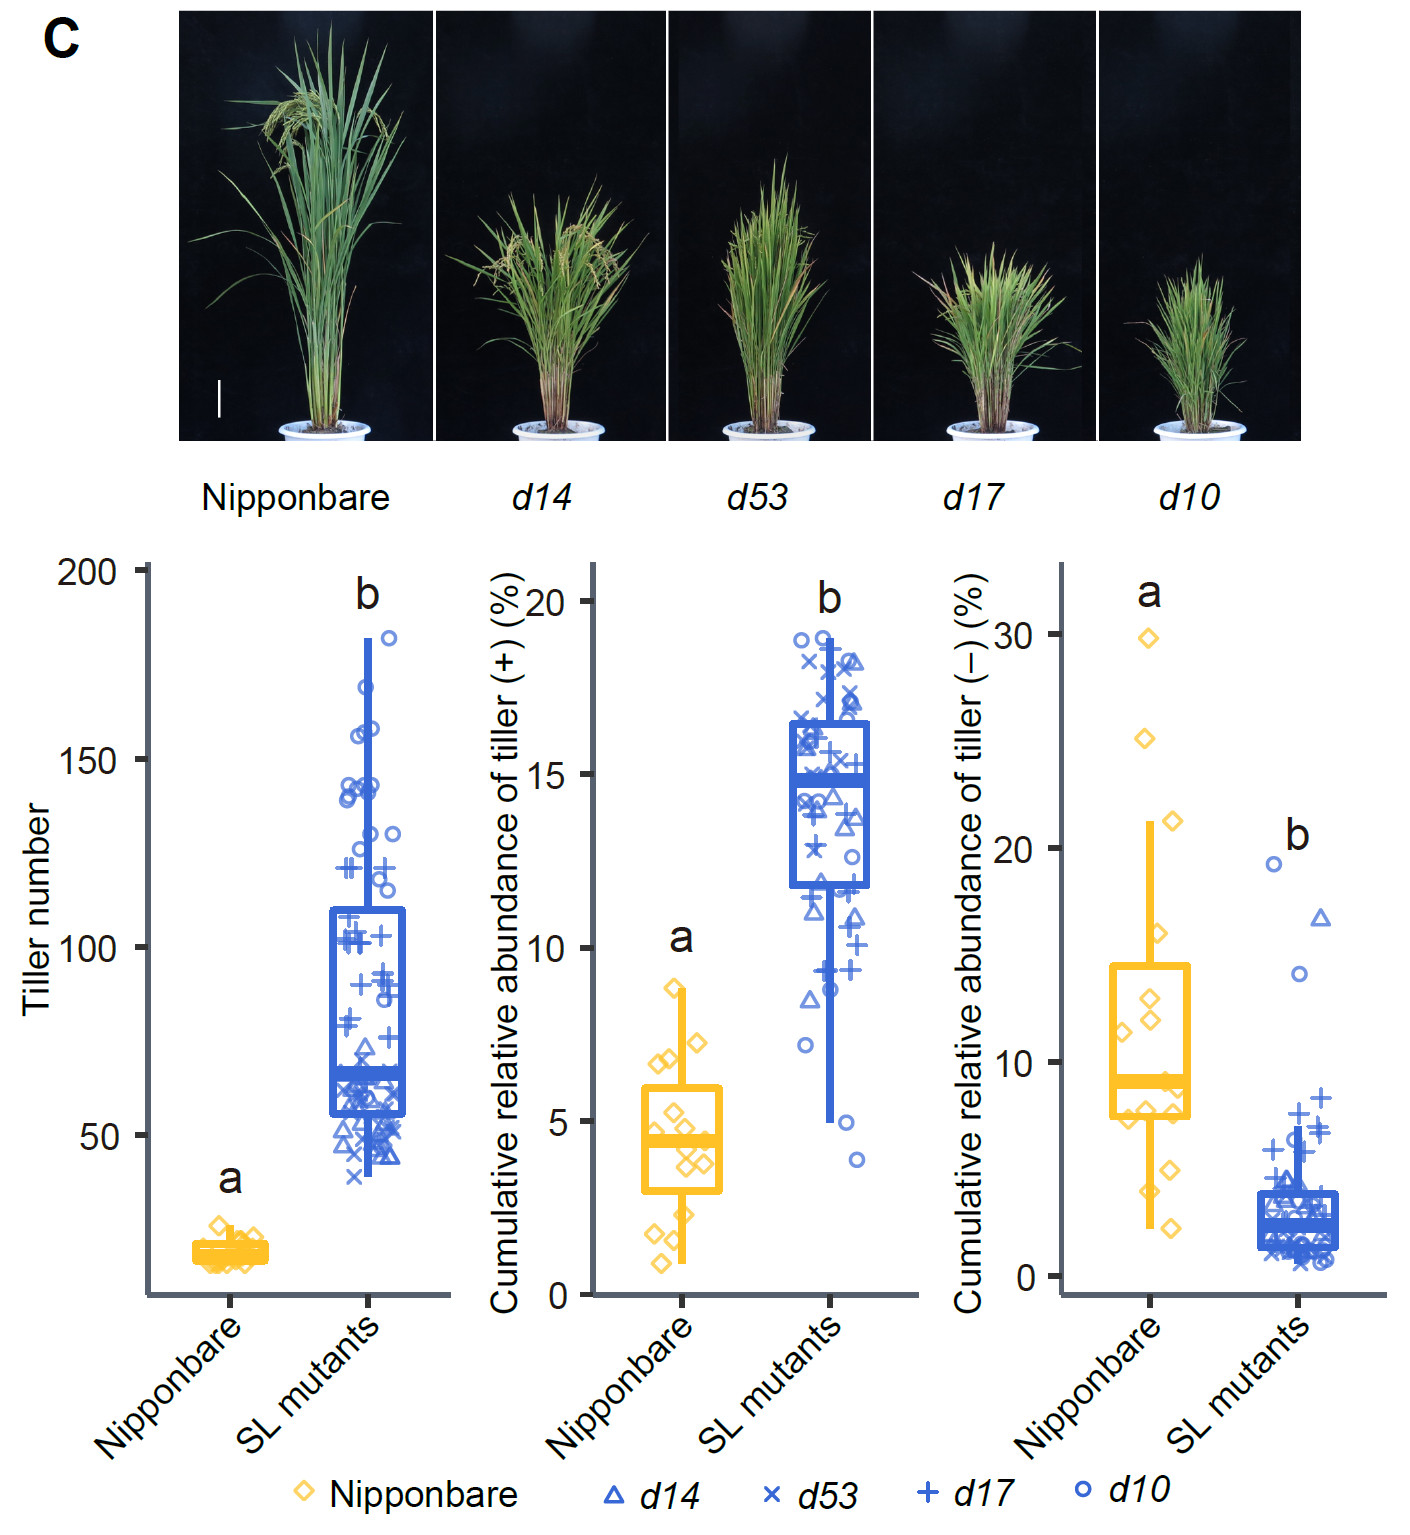 C
Nipponbare
d14
d53
d17
d10
Tiller number
200
150
100
50
a
b
Nipponbare
SL mutants
Cumulative relative abundance of tiller (+) (%)
20
15
10
5
0
a
b
Nipponbare
SL mutants
Cumulative relative abundance of tiller (–) (%)
30
20
10
0
a
b
Nipponbare
SL mutants
Nipponbare
d14
d53
d17
d10